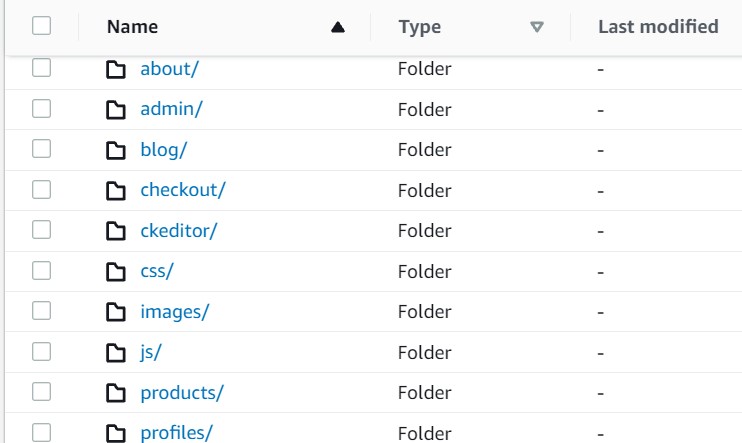 Name Type Last modified
about/ Folder -
admin/ Folder -
blog/ Folder -
checkout/ Folder -
ckeditor/ Folder -
css/ Folder -
images/ Folder -
js/ Folder -
products/ Folder -
profiles/ Folder -